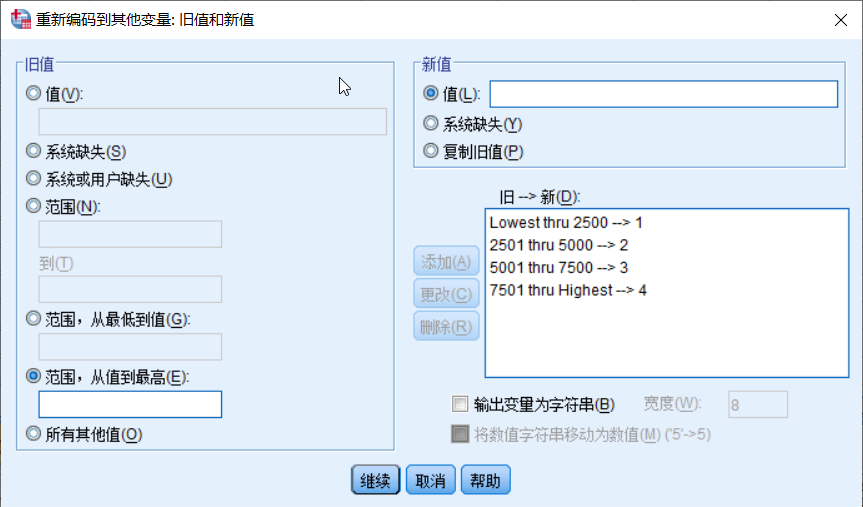 重新编码到其他变量: 旧值和新值
旧值
值(V):
系统缺失(S)
系统或用户缺失(U)
范围(N):
到(T)
范围，从最低到值(G):
范围，从值到最高(E):
所有其他值(O)
新值
值(L):
系统缺失(Y)
复制旧值(P)
旧 --> 新(D):
Lowest thru 2500 --> 1
2501 thru 5000 --> 2
5001 thru 7500 --> 3
7501 thru Highest --> 4
添加(A)
更改(C)
删除(R)
输出变量为字符串(B) 宽度(W): 8
将数值字符串移动为数值(M) ('5'->5)
继续 取消 帮助